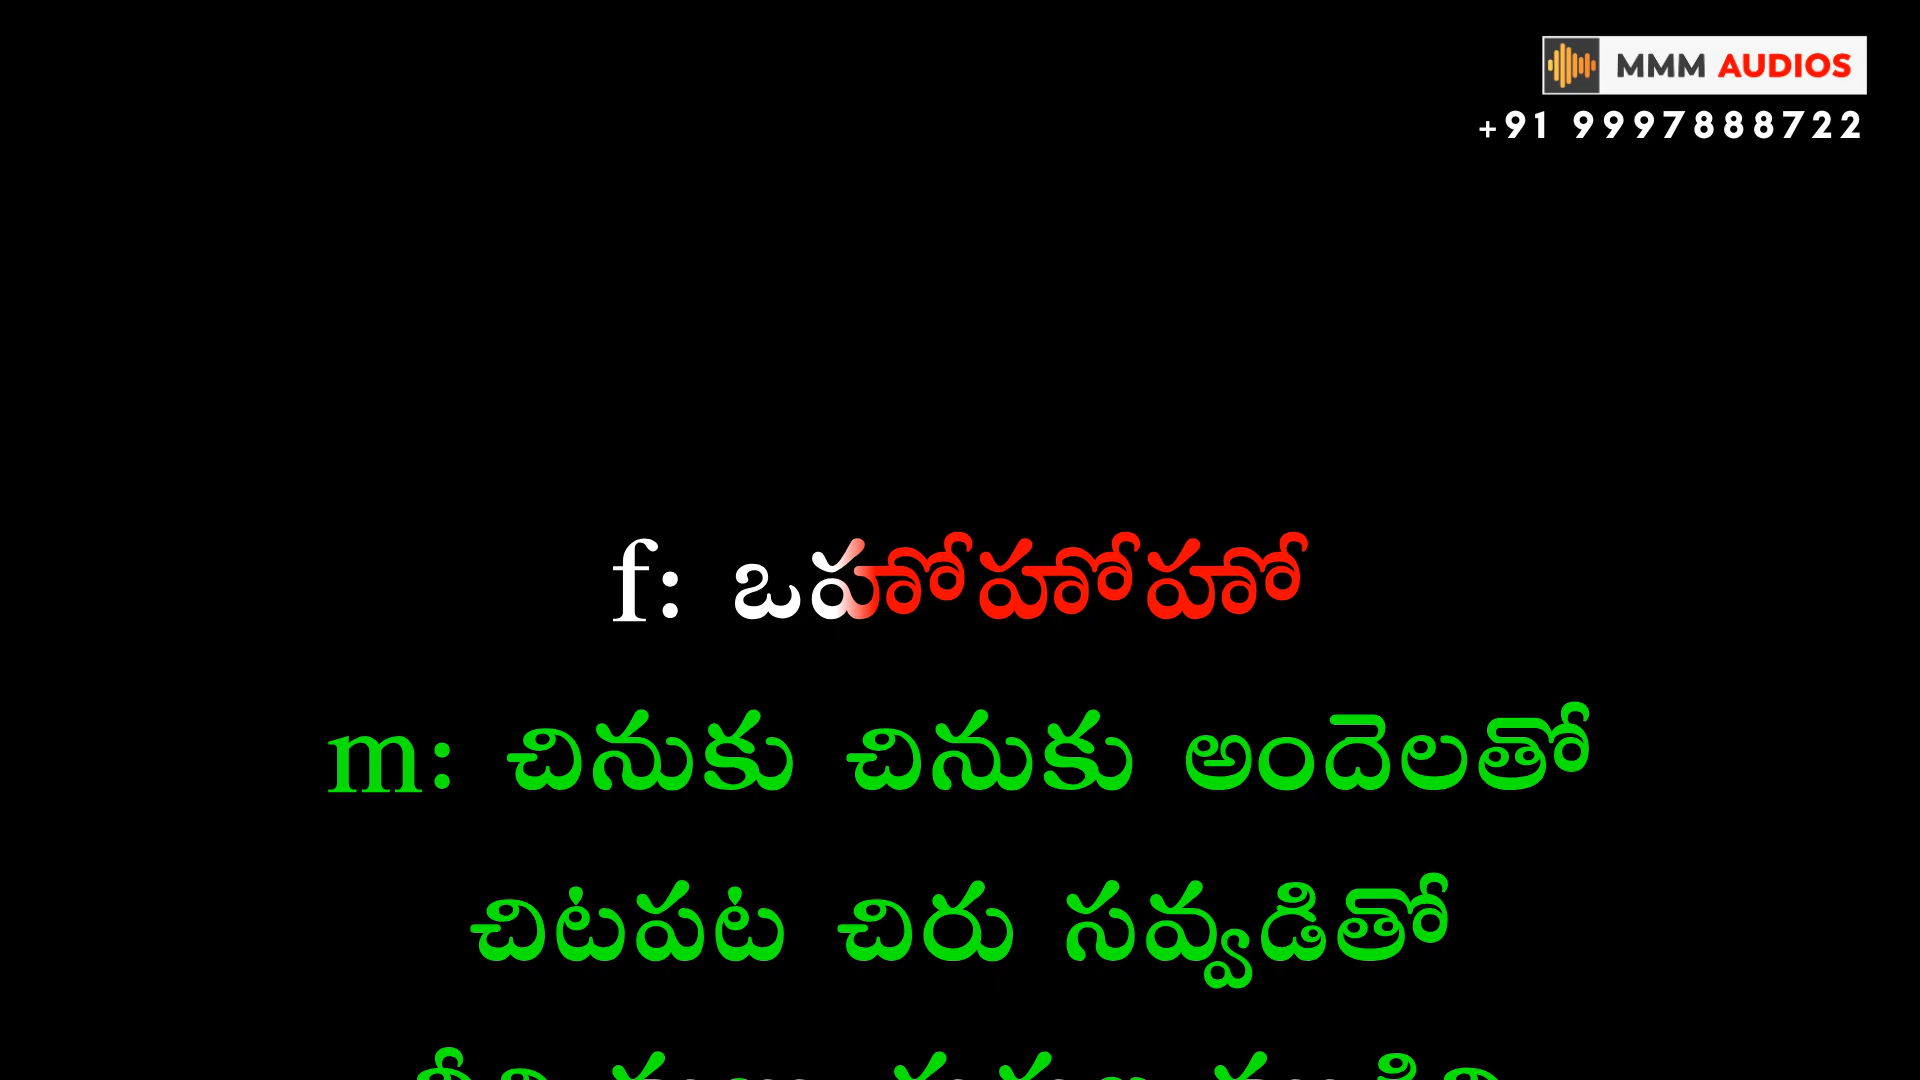 MMM AUDIOS
+91 9997888722
f: ఒహోహోహో
m: చినుకు చినుకు అందెలతో
చిటపట చిరు సవ్వడితో